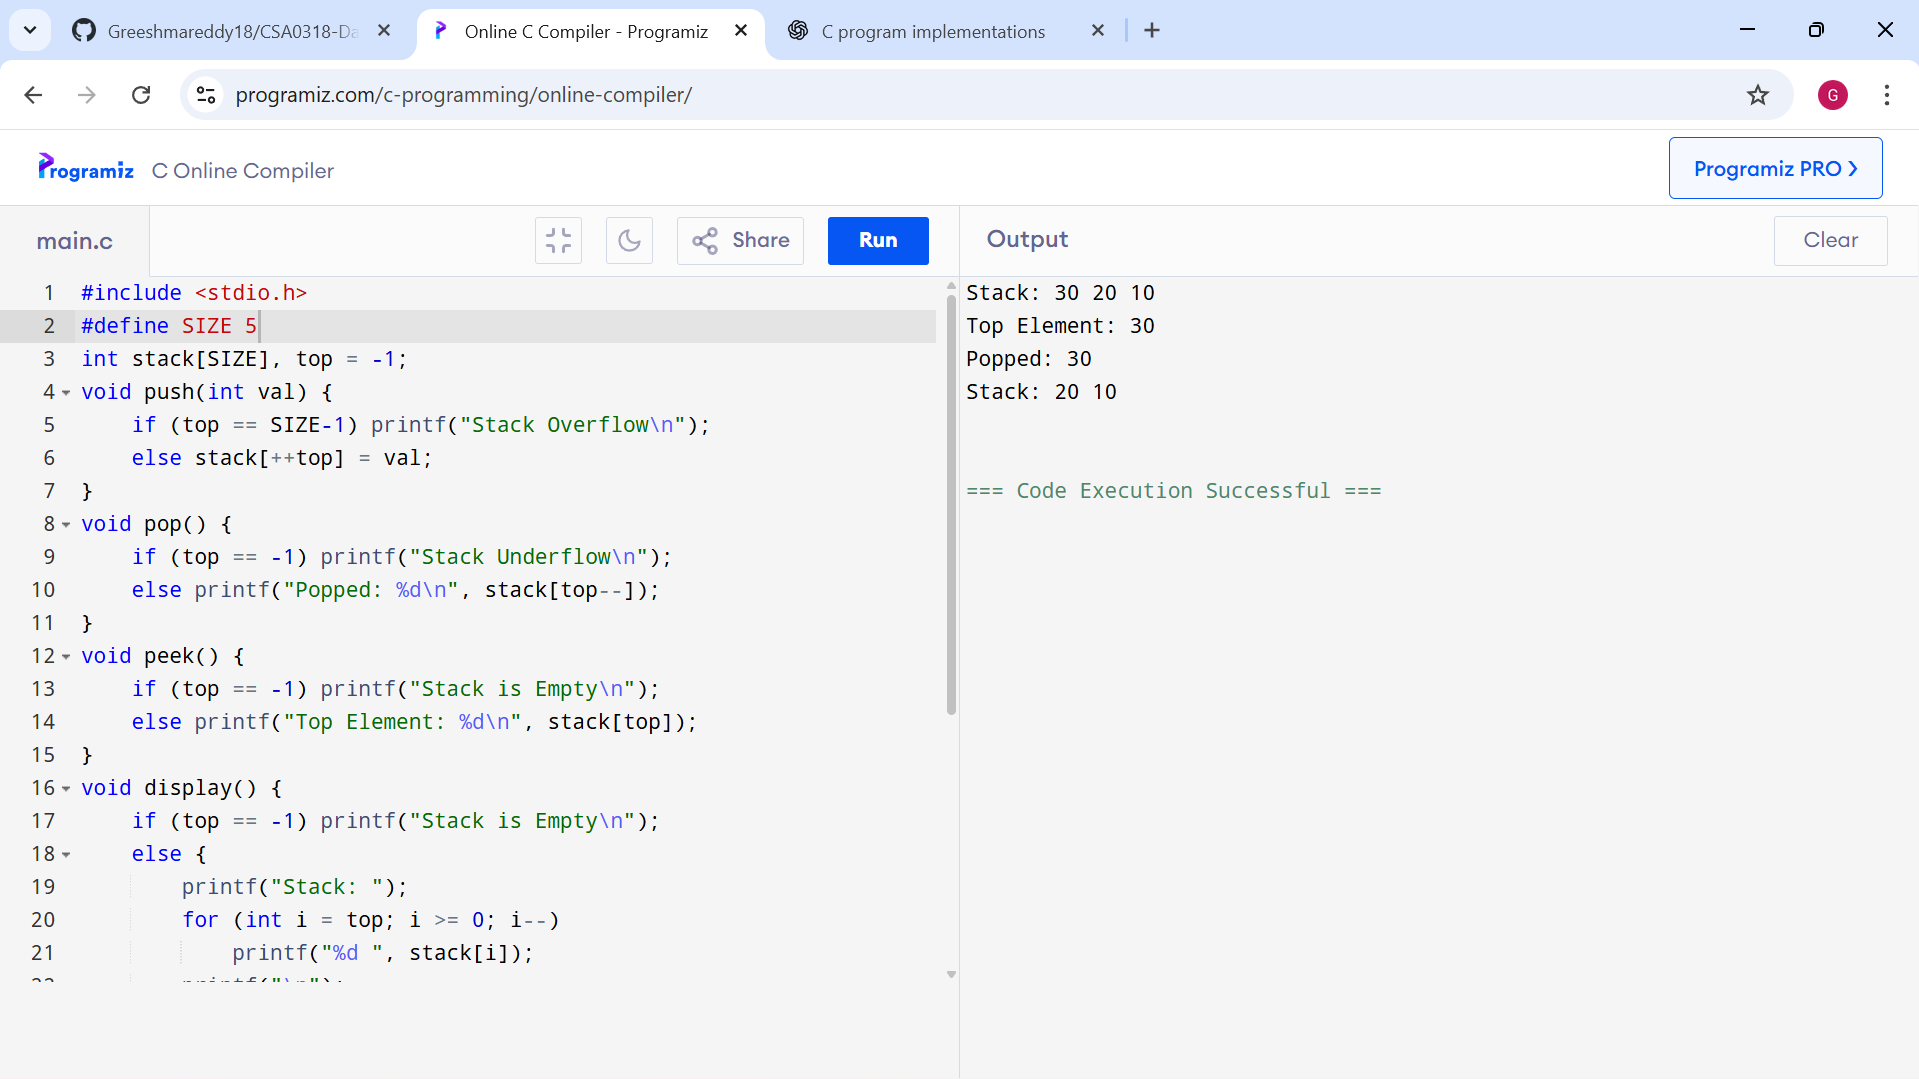 Greeshmareddy18/CSA0318-Da
Online C Compiler - Programiz
C program implementations
programiz.com/c-programming/online-compiler/
G
Programiz C Online Compiler
Programiz PRO ❯
main.c
Share
Run
Output
Clear
1 #include <stdio.h>
2 #define SIZE 5
3 int stack[SIZE], top = -1;
4 void push(int val) {
5     if (top == SIZE-1) printf("Stack Overflow\n");
6     else stack[++top] = val;
7 }
8 void pop() {
9     if (top == -1) printf("Stack Underflow\n");
10     else printf("Popped: %d\n", stack[top--]);
11 }
12 void peek() {
13     if (top == -1) printf("Stack is Empty\n");
14     else printf("Top Element: %d\n", stack[top]);
15 }
16 void display() {
17     if (top == -1) printf("Stack is Empty\n");
18     else {
19         printf("Stack: ");
20         for (int i = top; i >= 0; i--)
21             printf("%d ", stack[i]);
Stack: 30 20 10
Top Element: 30
Popped: 30
Stack: 20 10
=== Code Execution Successful ===